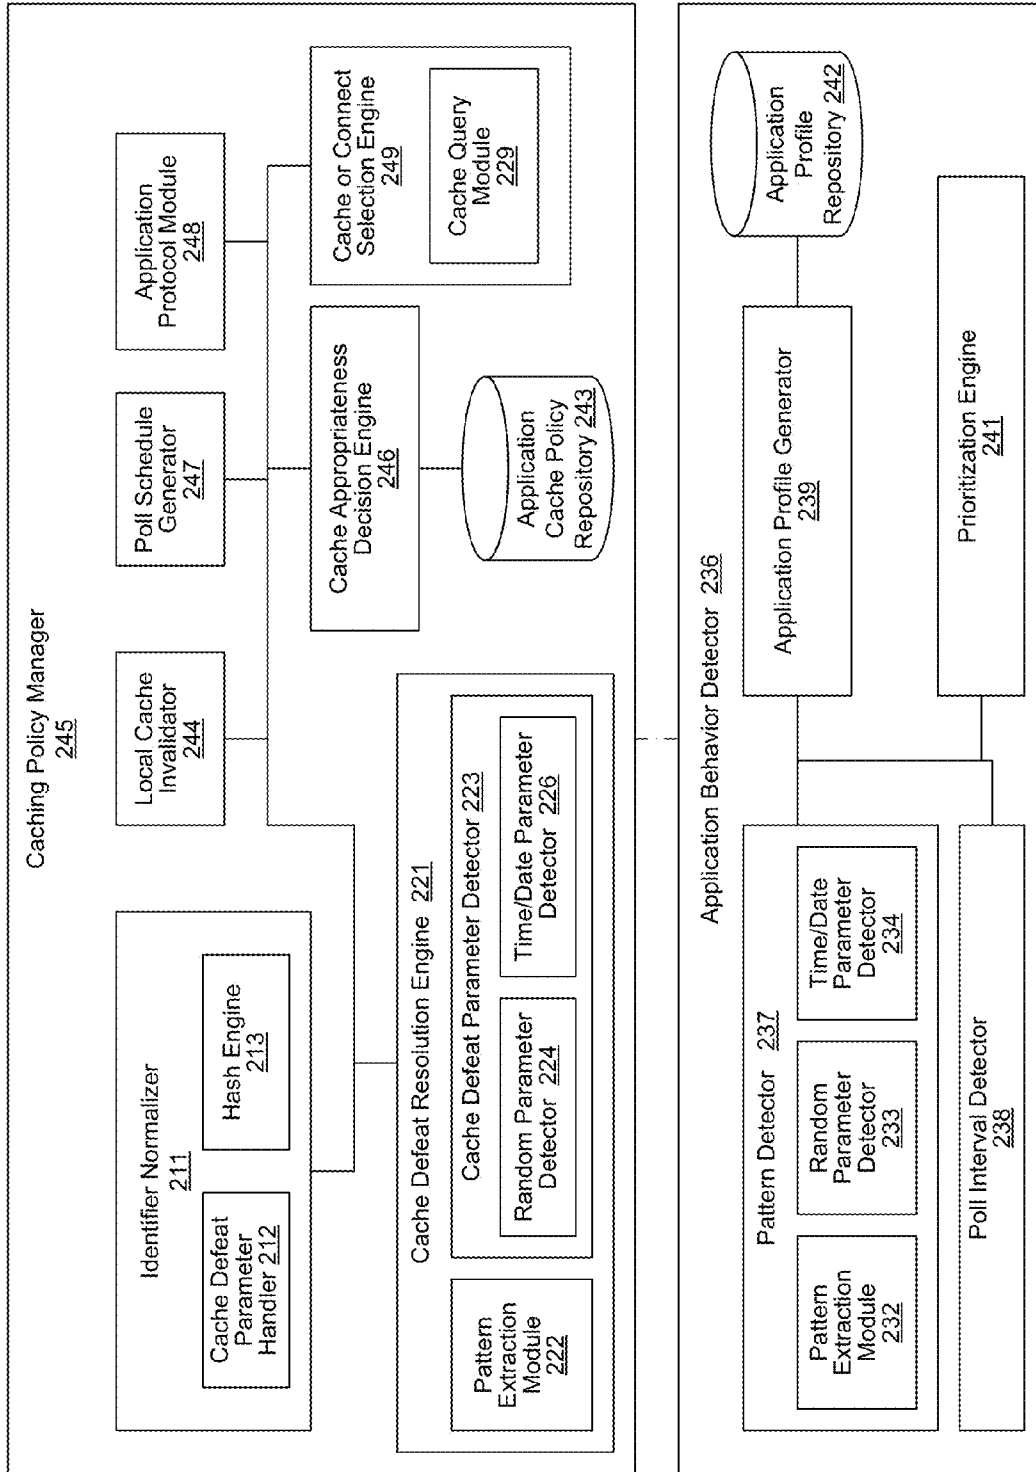 Caching Policy Manager
245
Identifier Normalizer
211
Cache Defeat
Parameter
Handler 212
Hash Engine
213
Local Cache
Invalidator
244
Poll Schedule
Generator
247
Application
Protocol Module
248
Cache Defeat Resolution Engine 221
Pattern
Extraction
Module
222
Cache Defeat Parameter Detector 223
Random Parameter
Detector 224
Time/Date Parameter
Detector 226
Cache Appropriateness
Decision Engine
246
Application
Cache Policy
Repository 243
Cache or Connect
Selection Engine
249
Cache Query
Module
229
Application Behavior Detector 236
Pattern Detector 237
Pattern
Extraction
Module
232
Random
Parameter
Detector
233
Time/Date
Parameter
Detector
234
Poll Interval Detector
238
Application Profile Generator
239
Application
Profile
Repository 242
Prioritization Engine
241